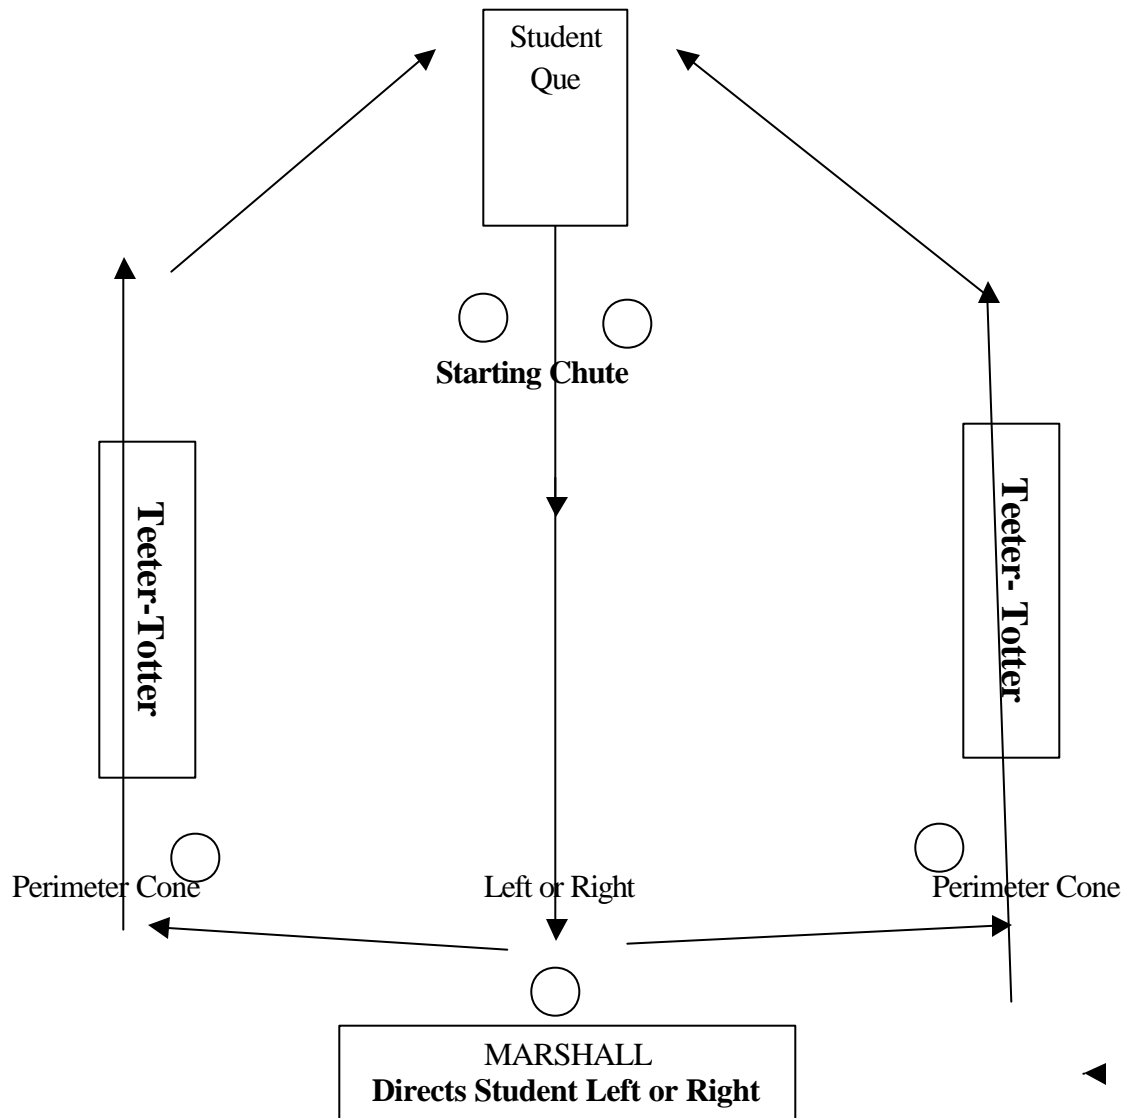 Student
Que
Starting Chute
Teeter-Totter
Teeter- Totter
Perimeter Cone
Left or Right
Perimeter Cone
MARSHALL
Directs Student Left or Right